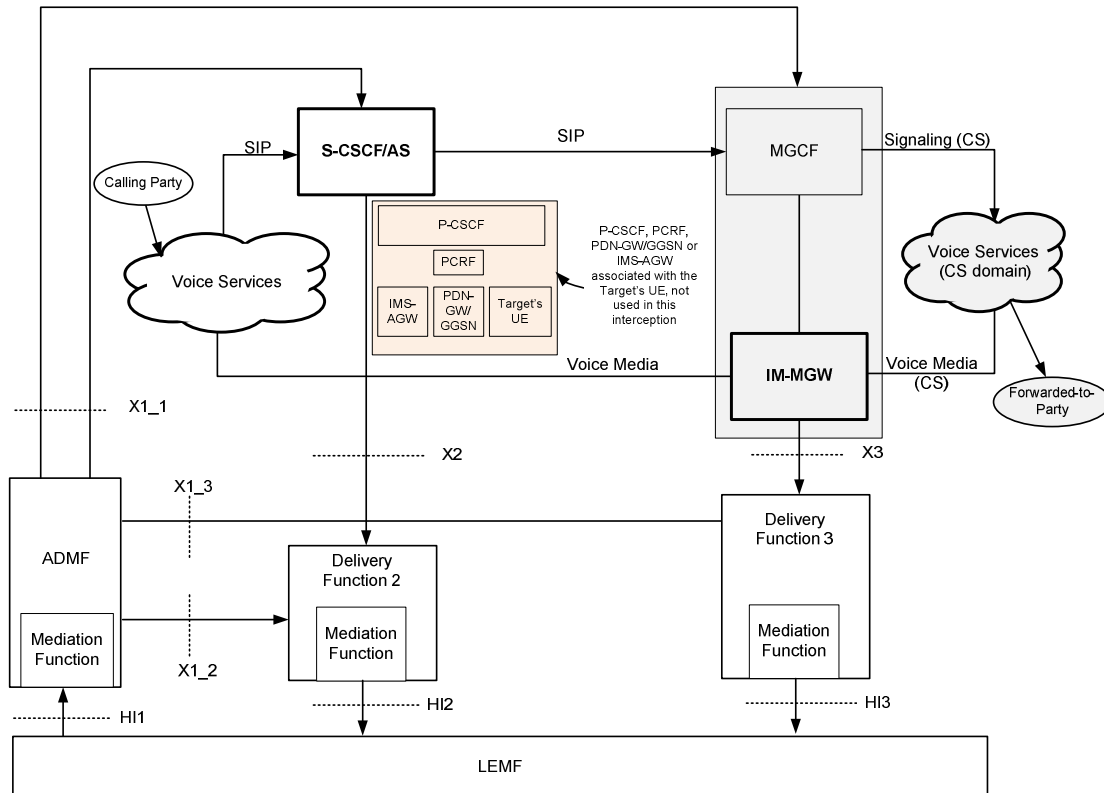 S-CSCF/AS
SIP
SIP
MGCF
Signaling (CS)
Calling Party
P-CSCF
PCRF
IMS-
AGW
PDN-
GW/
GGSN
Target's
UE
P-CSCF, PCRF,
PDN-GW/GGSN or
IMS-AGW
associated with the
Target's UE, not
used in this
interception
Voice Services
Voice Services
(CS domain)
Voice Media
IM-MGW
Voice Media
(CS)
Forwarded-to-
Party
X1_1
X2
X3
X1_3
ADMF
Mediation
Function
Delivery
Function 2
Mediation
Function
Delivery
Function 3
Mediation
Function
X1_2
HI1
HI2
HI3
LEMF